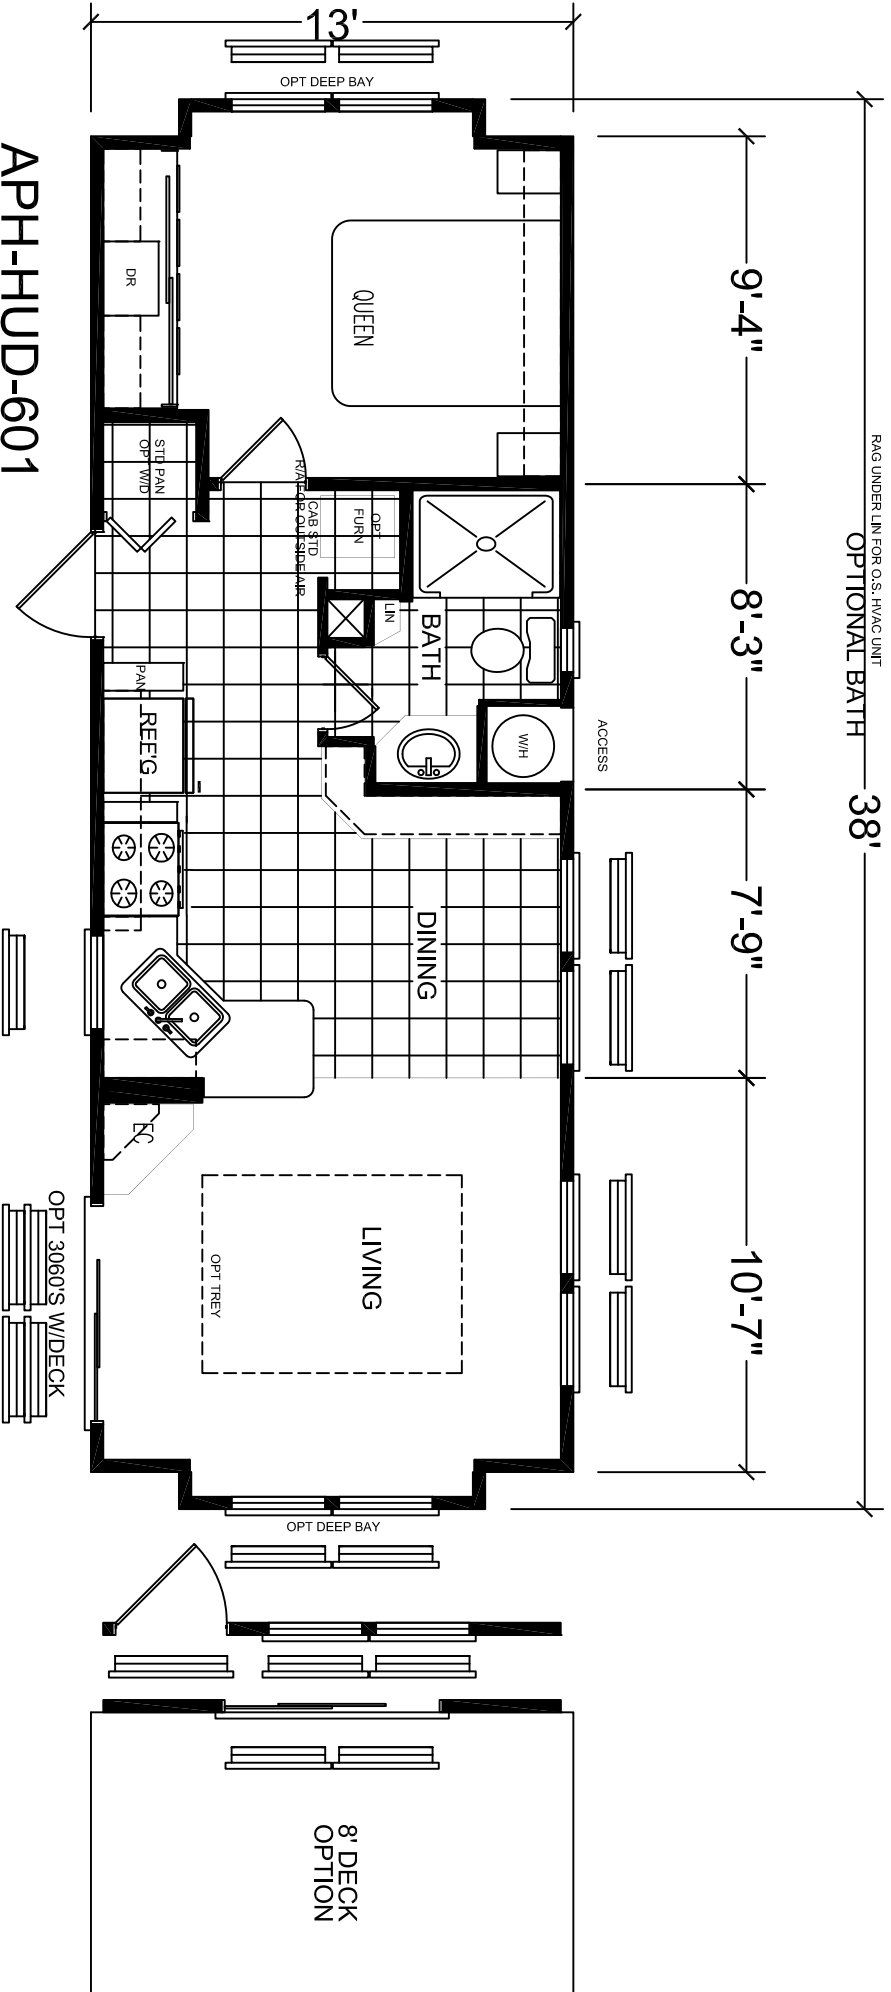 RAG UNDER LIN FOR O.S. HVAC UNIT
OPTIONAL BATH
38'
9'-4"
8'-3"
7'-9"
10'-7"
ACCESS
13'
OPT DEEP BAY
QUEEN
DR
STD PAN
OPT W/D
R/A FOR OUTSIDE AIR
CAB STD
OPT
FURN
LIN
BATH
W/H
PAN
REF'G
DINING
EC
LIVING
OPT TREY
OPT 3060'S W/DECK
OPT DEEP BAY
8' DECK
OPTION
APH-HUD-601